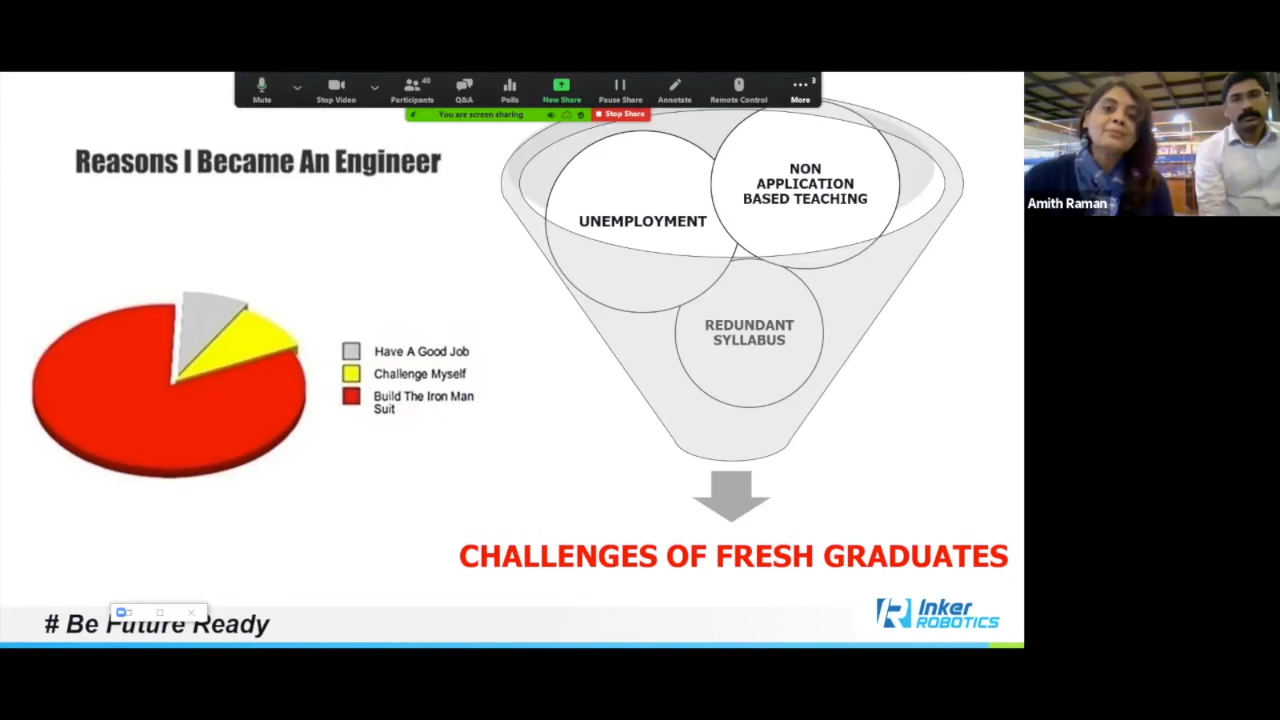 40
3
Mute
Stop Video
Participants
Q&A
Polls
New Share
Pause Share
Annotate
Remote Control
More
You are screen sharing
Stop Share
Reasons I Became An Engineer
Have A Good Job
Challenge Myself
Build The Iron Man
Suit
UNEMPLOYMENT
NON
APPLICATION
BASED TEACHING
REDUNDANT
SYLLABUS
CHALLENGES OF FRESH GRADUATES
# Be Future Ready
Inker
ROBOTICS
Amith Raman